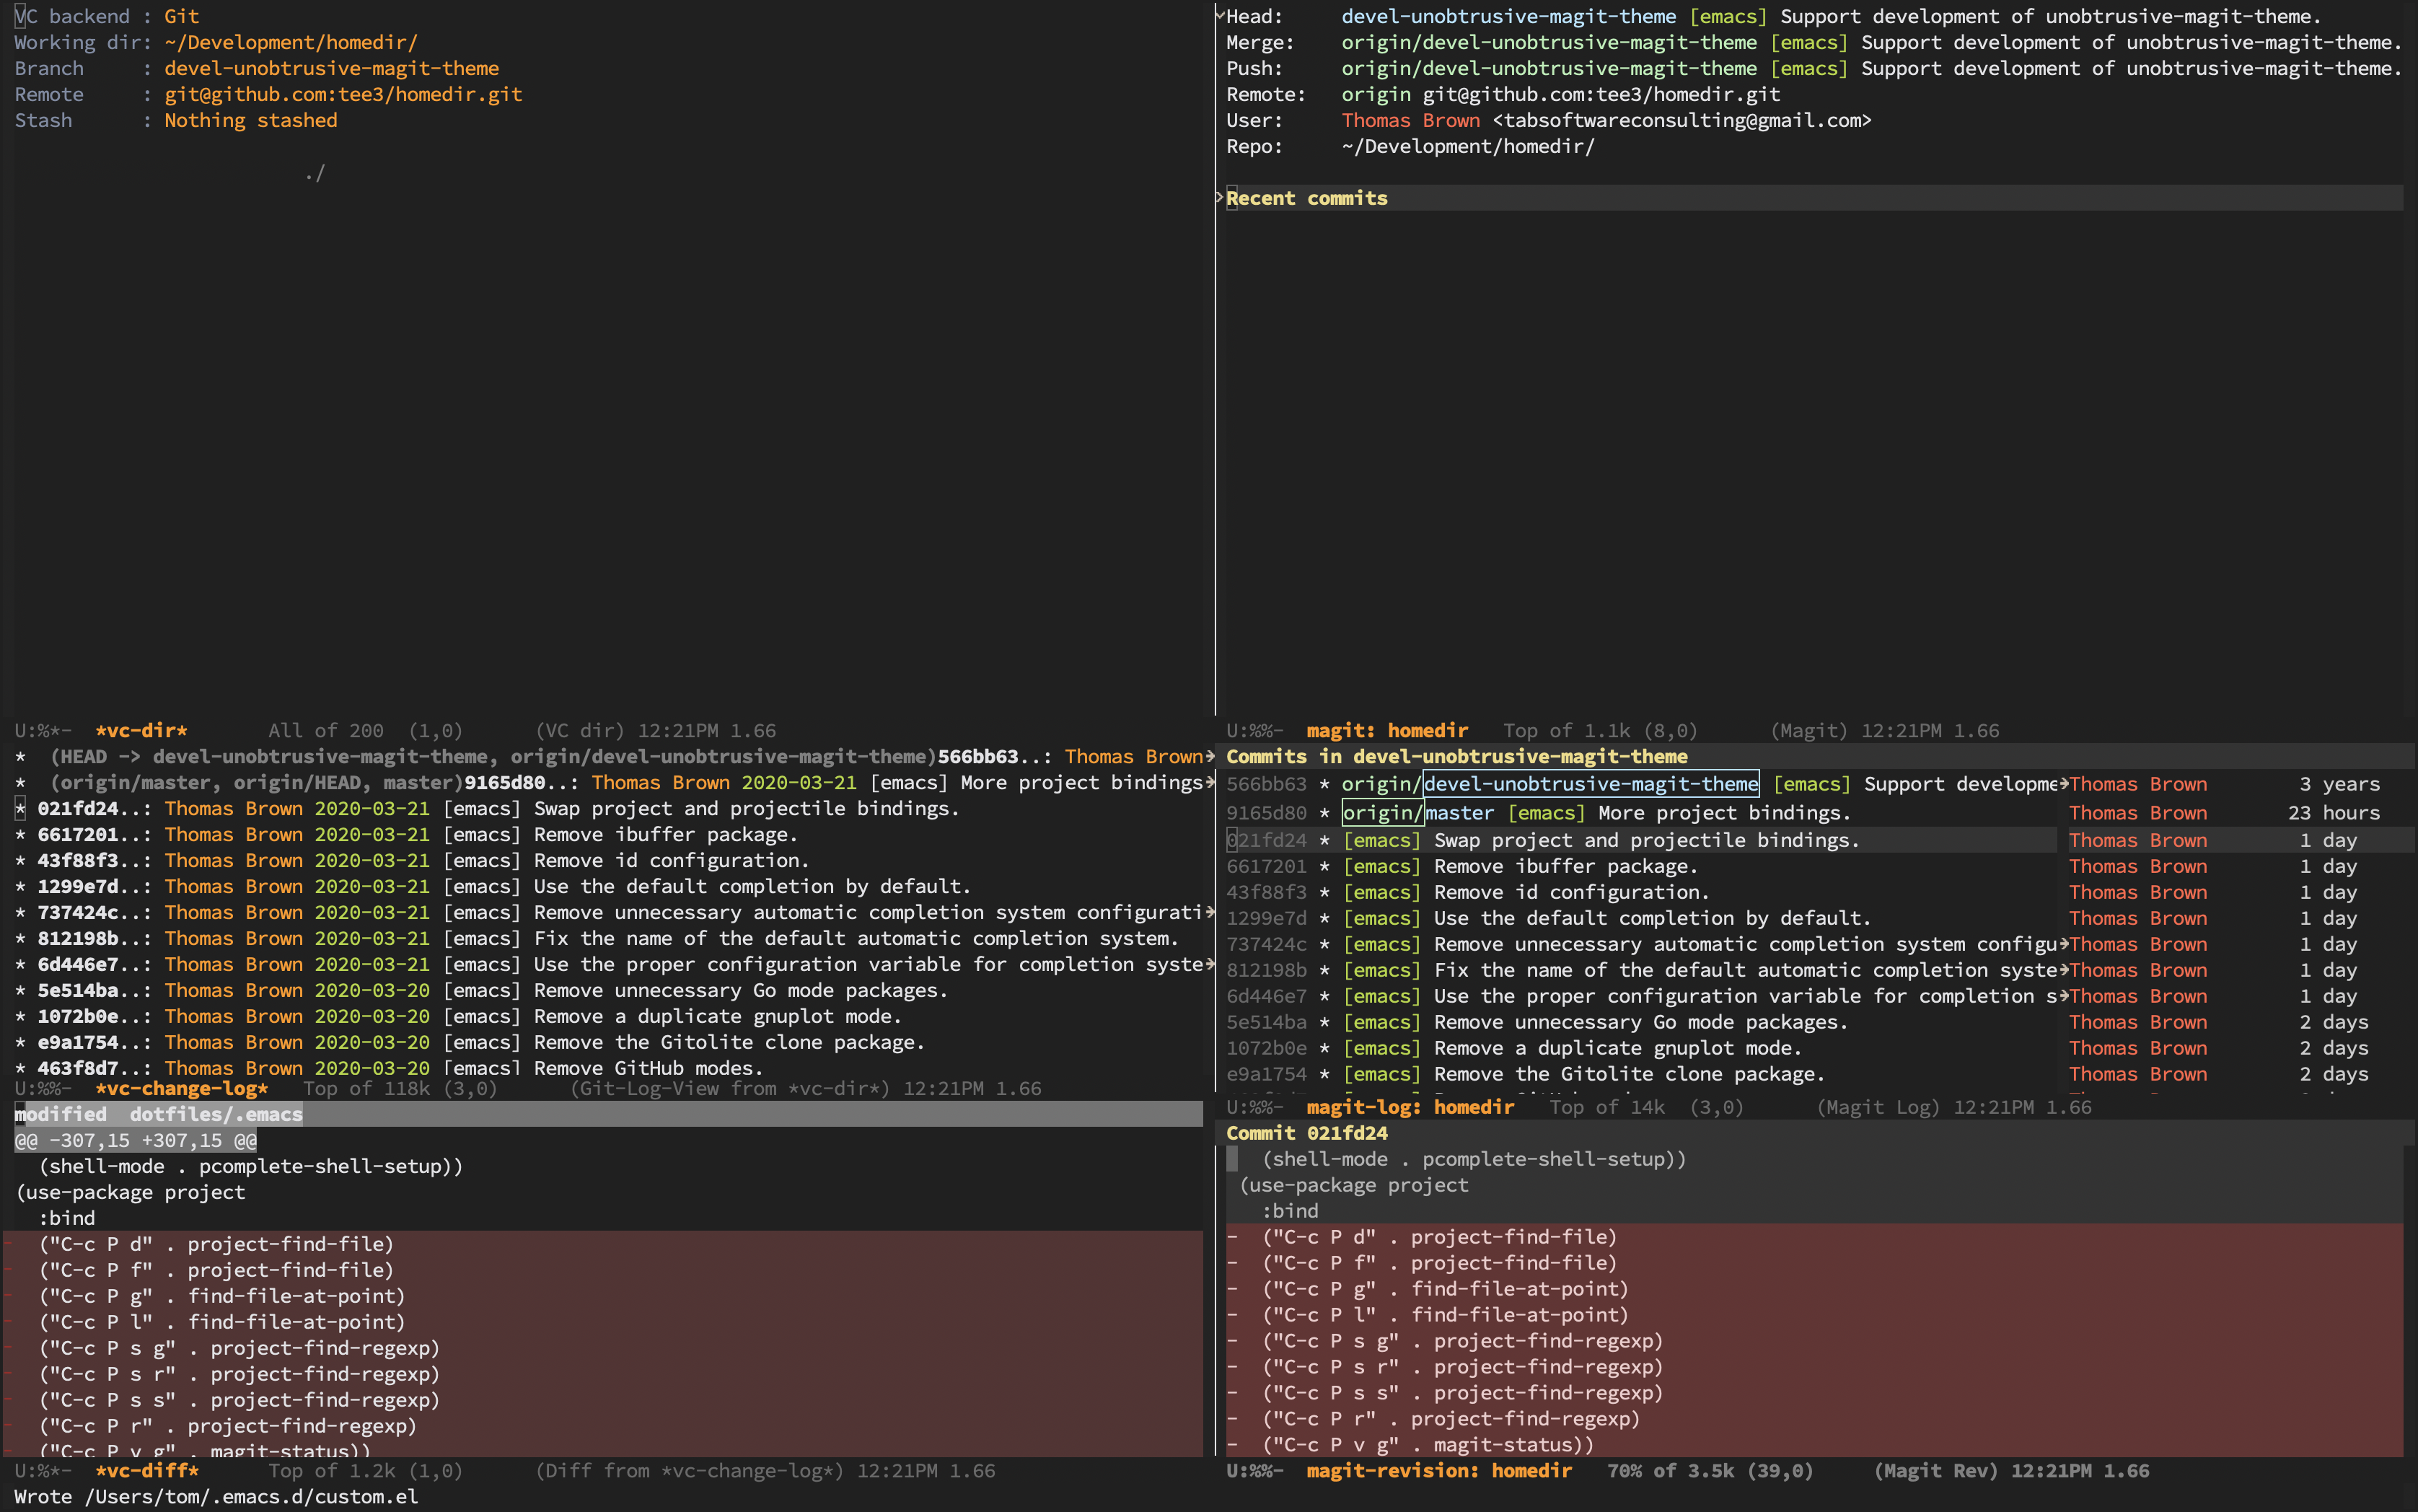 VC backend : Git
Working dir: ~/Development/homedir/
Branch     : devel-unobtrusive-magit-theme
Remote     : git@github.com:tee3/homedir.git
Stash      : Nothing stashed
./
U:%*-  *vc-dir*       All of 200  (1,0)      (VC dir) 12:21PM 1.66
*  (HEAD -> devel-unobtrusive-magit-theme, origin/devel-unobtrusive-magit-theme)566bb63..: Thomas Brown
*  (origin/master, origin/HEAD, master)9165d80..: Thomas Brown 2020-03-21 [emacs] More project bindings
* 021fd24..: Thomas Brown 2020-03-21 [emacs] Swap project and projectile bindings.
* 6617201..: Thomas Brown 2020-03-21 [emacs] Remove ibuffer package.
* 43f88f3..: Thomas Brown 2020-03-21 [emacs] Remove id configuration.
* 1299e7d..: Thomas Brown 2020-03-21 [emacs] Use the default completion by default.
* 737424c..: Thomas Brown 2020-03-21 [emacs] Remove unnecessary automatic completion system configurati
* 812198b..: Thomas Brown 2020-03-21 [emacs] Fix the name of the default automatic completion system.
* 6d446e7..: Thomas Brown 2020-03-21 [emacs] Use the proper configuration variable for completion syste
* 5e514ba..: Thomas Brown 2020-03-20 [emacs] Remove unnecessary Go mode packages.
* 1072b0e..: Thomas Brown 2020-03-20 [emacs] Remove a duplicate gnuplot mode.
* e9a1754..: Thomas Brown 2020-03-20 [emacs] Remove the Gitolite clone package.
* 463f8d7..: Thomas Brown 2020-03-20 [emacs] Remove GitHub modes.
U:%%-  *vc-change-log*   Top of 118k (3,0)      (Git-Log-View from *vc-dir*) 12:21PM 1.66
modified  dotfiles/.emacs
@@ -307,15 +307,15 @@
  (shell-mode . pcomplete-shell-setup))
(use-package project
  :bind
-  ("C-c P d" . project-find-file)
-  ("C-c P f" . project-find-file)
-  ("C-c P g" . find-file-at-point)
-  ("C-c P l" . find-file-at-point)
-  ("C-c P s g" . project-find-regexp)
-  ("C-c P s r" . project-find-regexp)
-  ("C-c P s s" . project-find-regexp)
-  ("C-c P r" . project-find-regexp)
-  ("C-c P v g" . magit-status))
U:%*-  *vc-diff*      Top of 1.2k (1,0)      (Diff from *vc-change-log*) 12:21PM 1.66
Wrote /Users/tom/.emacs.d/custom.el
Head:     devel-unobtrusive-magit-theme [emacs] Support development of unobtrusive-magit-theme.
Merge:    origin/devel-unobtrusive-magit-theme [emacs] Support development of unobtrusive-magit-theme.
Push:     origin/devel-unobtrusive-magit-theme [emacs] Support development of unobtrusive-magit-theme.
Remote:   origin git@github.com:tee3/homedir.git
User:     Thomas Brown <tabsoftwareconsulting@gmail.com>
Repo:     ~/Development/homedir/
Recent commits
U:%%-  magit: homedir   Top of 1.1k (8,0)      (Magit) 12:21PM 1.66
Commits in devel-unobtrusive-magit-theme
566bb63 * origin/devel-unobtrusive-magit-theme [emacs] Support developme Thomas Brown 3 years
9165d80 * origin/master [emacs] More project bindings. Thomas Brown 23 hours
021fd24 * [emacs] Swap project and projectile bindings. Thomas Brown 1 day
6617201 * [emacs] Remove ibuffer package. Thomas Brown 1 day
43f88f3 * [emacs] Remove id configuration. Thomas Brown 1 day
1299e7d * [emacs] Use the default completion by default. Thomas Brown 1 day
737424c * [emacs] Remove unnecessary automatic completion system configu Thomas Brown 1 day
812198b * [emacs] Fix the name of the default automatic completion syste Thomas Brown 1 day
6d446e7 * [emacs] Use the proper configuration variable for completion s Thomas Brown 1 day
5e514ba * [emacs] Remove unnecessary Go mode packages. Thomas Brown 2 days
1072b0e * [emacs] Remove a duplicate gnuplot mode. Thomas Brown 2 days
e9a1754 * [emacs] Remove the Gitolite clone package. Thomas Brown 2 days
U:%%-  magit-log: homedir   Top of 14k  (3,0)      (Magit Log) 12:21PM 1.66
Commit 021fd24
  (shell-mode . pcomplete-shell-setup))
(use-package project
  :bind
-  ("C-c P d" . project-find-file)
-  ("C-c P f" . project-find-file)
-  ("C-c P g" . find-file-at-point)
-  ("C-c P l" . find-file-at-point)
-  ("C-c P s g" . project-find-regexp)
-  ("C-c P s r" . project-find-regexp)
-  ("C-c P s s" . project-find-regexp)
-  ("C-c P r" . project-find-regexp)
-  ("C-c P v g" . magit-status))
U:%%-  magit-revision: homedir   70% of 3.5k (39,0)     (Magit Rev) 12:21PM 1.66